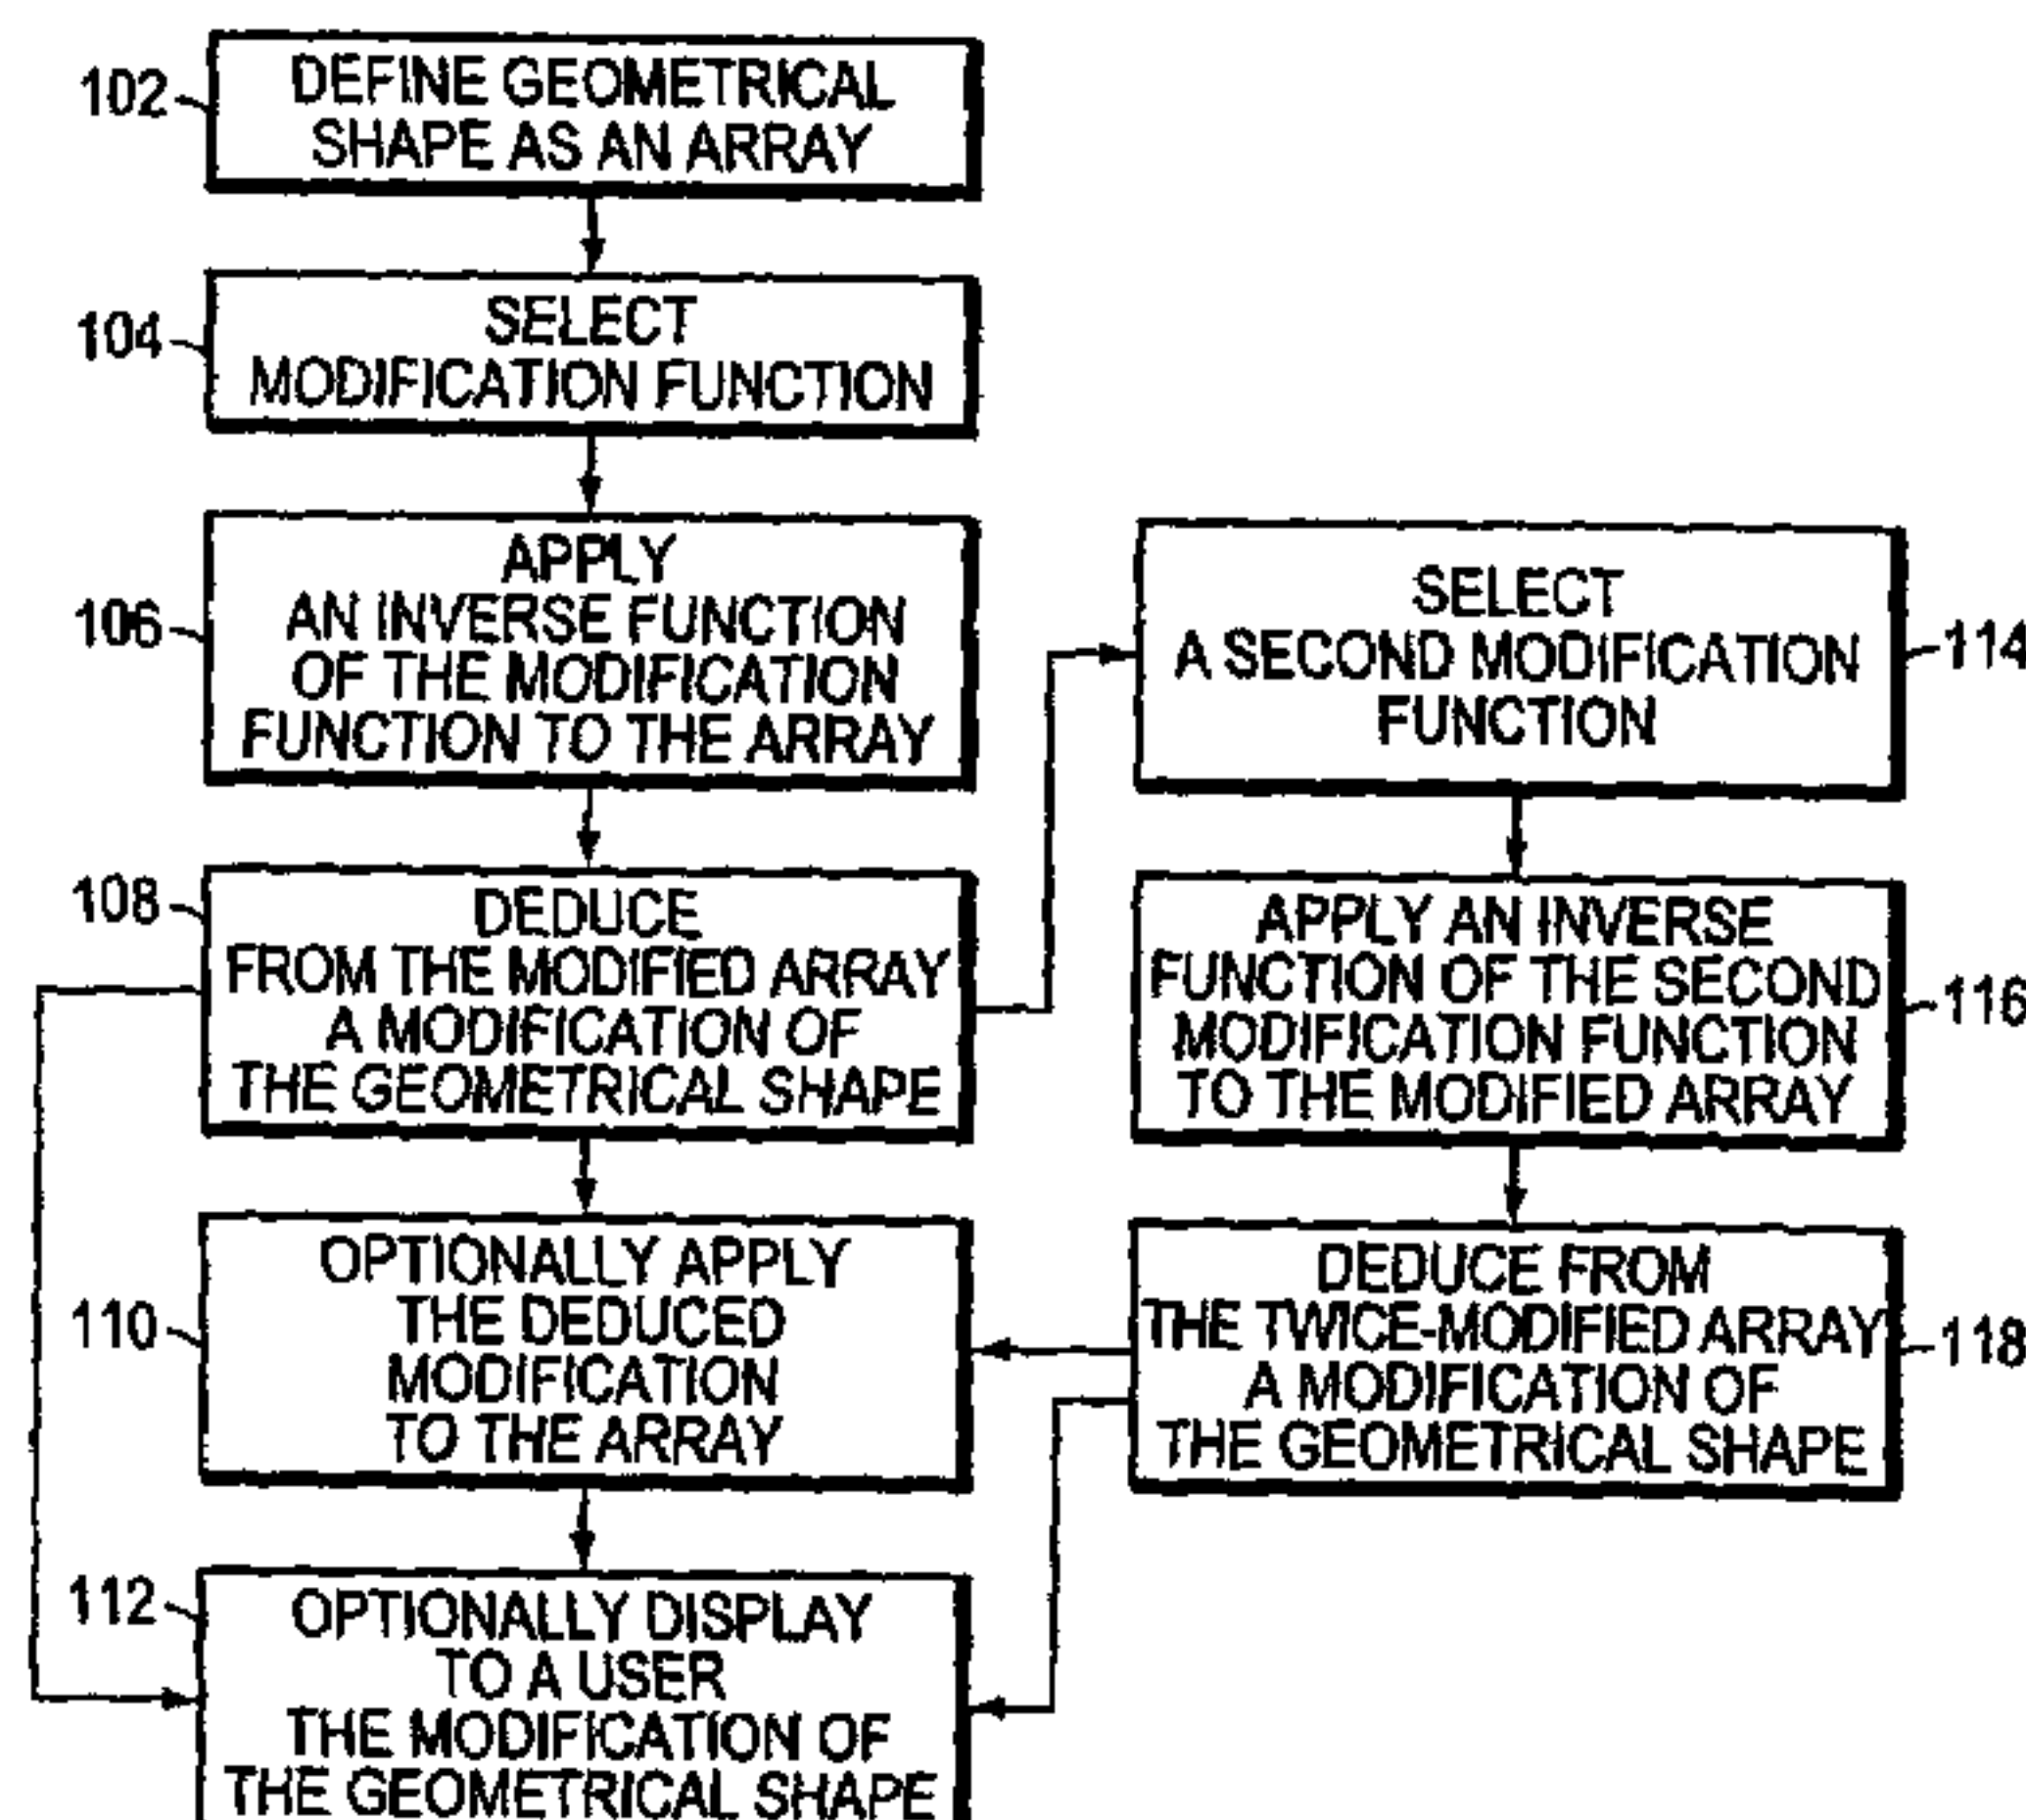 102
DEFINE GEOMETRICAL
SHAPE AS AN ARRAY
104
SELECT
MODIFICATION FUNCTION
106
APPLY
AN INVERSE FUNCTION
OF THE MODIFICATION
FUNCTION TO THE ARRAY
108
DEDUCE
FROM THE MODIFIED ARRAY
A MODIFICATION OF
THE GEOMETRICAL SHAPE
110
OPTIONALLY APPLY
THE DEDUCED
MODIFICATION
TO THE ARRAY
112
OPTIONALLY DISPLAY
TO A USER
THE MODIFICATION OF
THE GEOMETRICAL SHAPE
SELECT
A SECOND MODIFICATION
FUNCTION
114
APPLY AN INVERSE
FUNCTION OF THE SECOND
MODIFICATION FUNCTION
TO THE MODIFIED ARRAY
116
DEDUCE FROM
THE TWICE-MODIFIED ARRAY
A MODIFICATION OF
THE GEOMETRICAL SHAPE
118